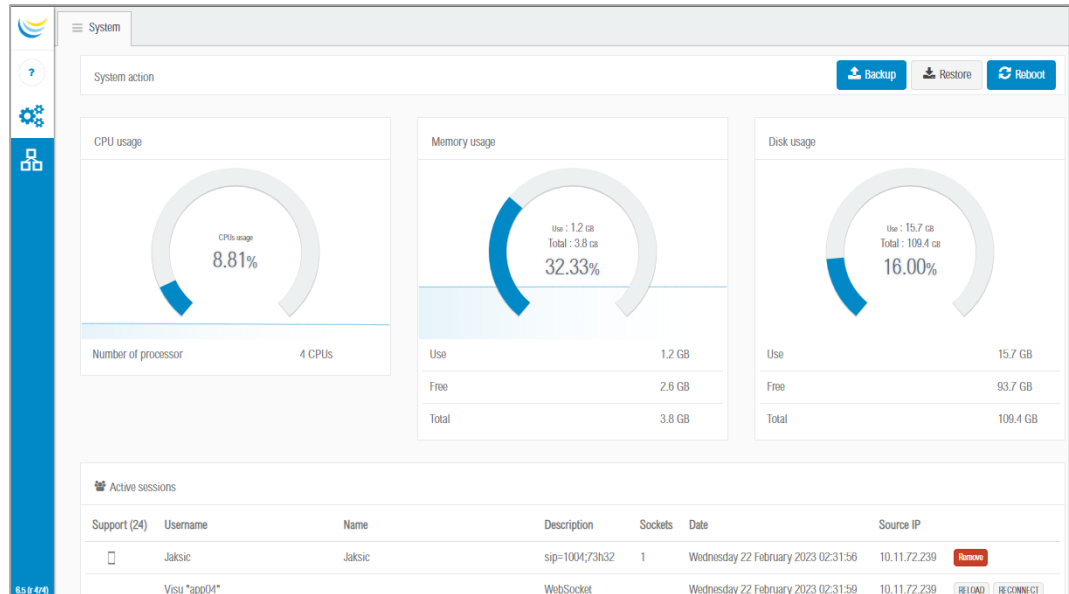 System
?
System action
Backup Restore Reboot
CPU usage
CPUs usage
8.81%
Number of processor 4 CPUs
Memory usage
Use : 1.2 GB
Total : 3.8 GB
32.33%
Use 1.2 GB
Free 2.6 GB
Total 3.8 GB
Disk usage
Use : 15.7 GB
Total : 109.4 GB
16.00%
Use 15.7 GB
Free 93.7 GB
Total 109.4 GB
Active sessions
Support (24) Username Name Description Sockets Date Source IP
Jaksic Jaksic sip=1004;73h32 1 Wednesday 22 February 2023 02:31:56 10.11.72.239 Remove
Visu "app04" WebSocket Wednesday 22 February 2023 02:31:59 10.11.72.239 RELOAD RECONNECT
6.5 (r 474)